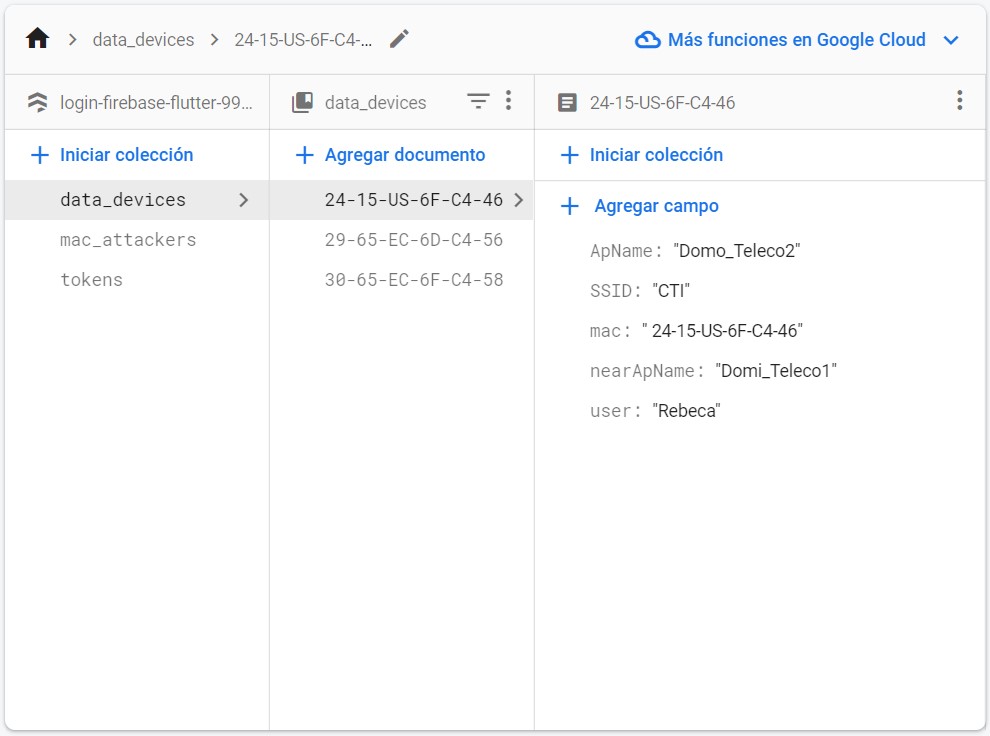 data_devices > 24-15-US-6F-C4-...
Más funciones en Google Cloud
login-firebase-flutter-99...
+ Iniciar colección
data_devices >
mac_attackers
tokens
data_devices
+ Agregar documento
24-15-US-6F-C4-46 >
29-65-EC-6D-C4-56
30-65-EC-6F-C4-58
24-15-US-6F-C4-46
+ Iniciar colección
+ Agregar campo
ApName: "Domo_Teleco2"
SSID: "CTI"
mac: " 24-15-US-6F-C4-46"
nearApName: "Domi_Teleco1"
user: "Rebeca"